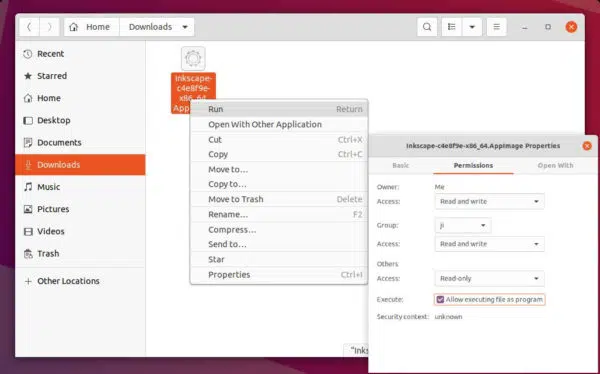 Home
Downloads
Recent
Starred
Home
Desktop
Documents
Downloads
Music
Pictures
Videos
Trash
Other Locations
Inkscape-
c4e8f9e-
x86_64.
Run Return
Open With Other Application
Cut Ctrl+X
Copy Ctrl+C
Move to…
Copy to…
Move to Trash Delete
Rename… F2
Compress…
Send to…
Star
Properties Ctrl+I
Inkscape-c4e8f9e-x86_64.AppImage Properties
Basic Permissions Open With
Owner: Me
Access: Read and write
Group: ji
Access: Read and write
Others
Access: Read-only
Execute: Allow executing file as program
Security context: unknown